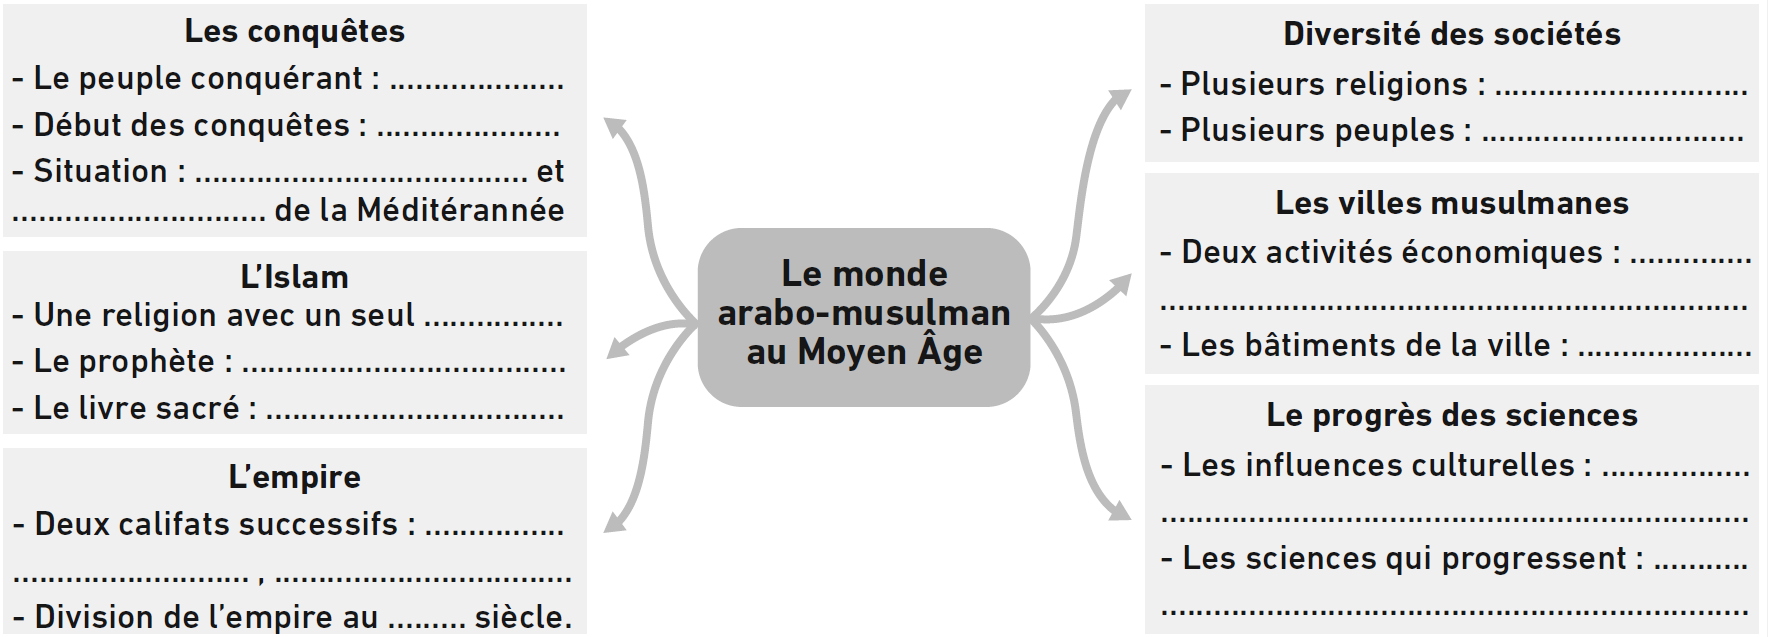 Les conquêtes
- Le peuple conquérant : ...................
- Début des conquêtes : ....................
- Situation : .................................... et
............................ de la Méditérannée
L'Islam
- Une religion avec un seul ...............
- Le prophète : ...................................
- Le livre sacré : ................................
L'empire
- Deux califats successifs : ...............
.......................... , ................................
- Division de l'empire au ......... siècle.
Le monde
arabo-musulman
au Moyen Âge
Diversité des sociétés
- Plusieurs religions : ............................
- Plusieurs peuples : .............................
Les villes musulmanes
- Deux activités économiques : .............
................................................................
- Les bâtiments de la ville : ...................
Le progrès des sciences
- Les influences culturelles : ................
................................................................
- Les sciences qui progressent : ..........
................................................................